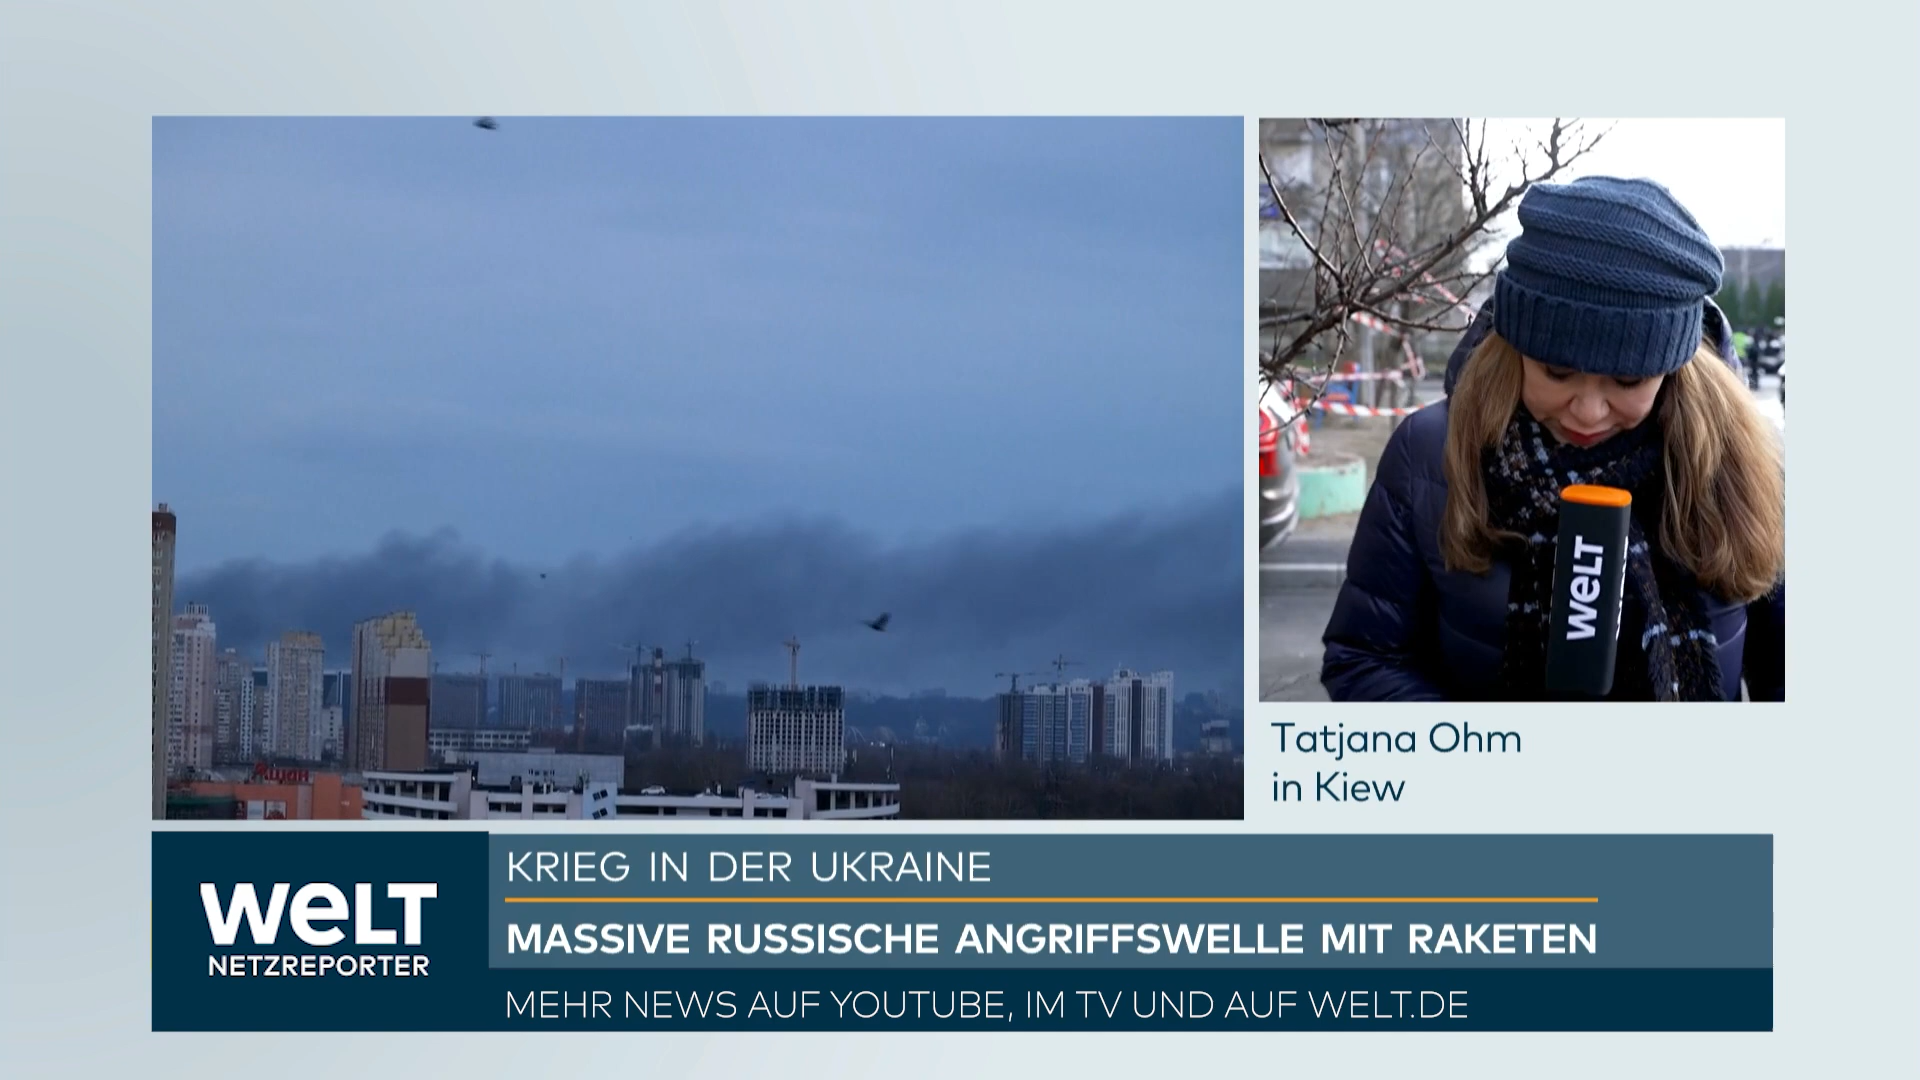 Ашан
WELT
Tatjana Ohm
in Kiew
WELT
NETZREPORTER
KRIEG IN DER UKRAINE
MASSIVE RUSSISCHE ANGRIFFSWELLE MIT RAKETEN
MEHR NEWS AUF YOUTUBE, IM TV UND AUF WELT.DE